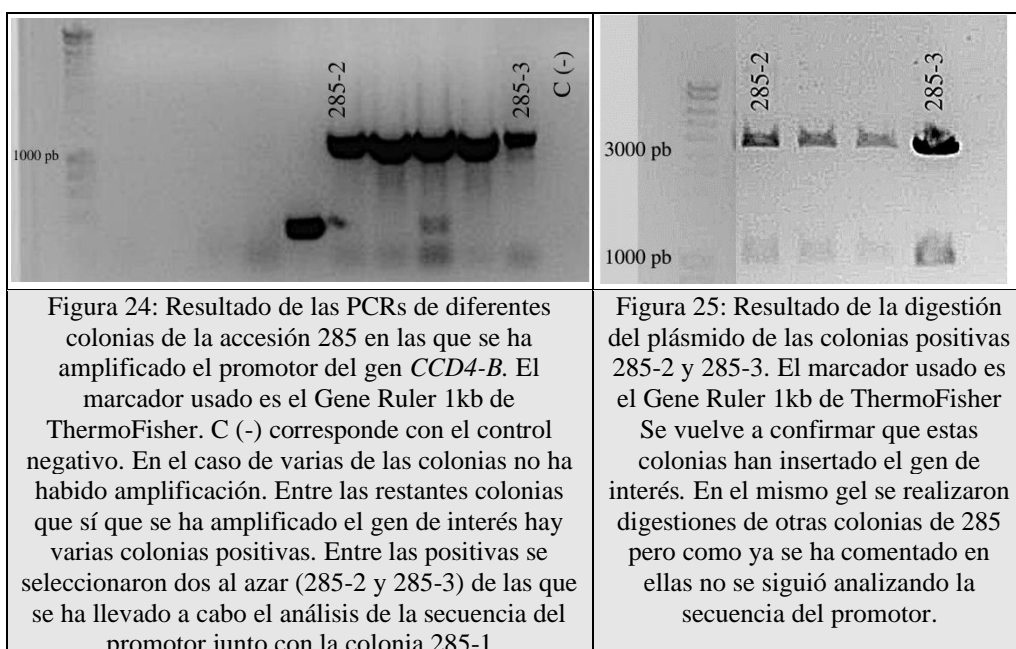 285-2
285-3
C (-)
1000 pb
285-2
285-3
3000 pb
1000 pb
Figura 24: Resultado de las PCRs de diferentes
colonias de la accesión 285 en las que se ha
amplificado el promotor del gen CCD4-B. El
marcador usado es el Gene Ruler 1kb de
ThermoFisher. C (-) corresponde con el control
negativo. En el caso de varias de las colonias no ha
habido amplificación. Entre las restantes colonias
que sí que se ha amplificado el gen de interés hay
varias colonias positivas. Entre las positivas se
seleccionaron dos al azar (285-2 y 285-3) de las que
se ha llevado a cabo el análisis de la secuencia del
promotor junto con la colonia 285-1
Figura 25: Resultado de la digestión
del plásmido de las colonias positivas
285-2 y 285-3. El marcador usado es
el Gene Ruler 1kb de ThermoFisher
Se vuelve a confirmar que estas
colonias han insertado el gen de
interés. En el mismo gel se realizaron
digestiones de otras colonias de 285
pero como ya se ha comentado en
ellas no se siguió analizando la
secuencia del promotor.